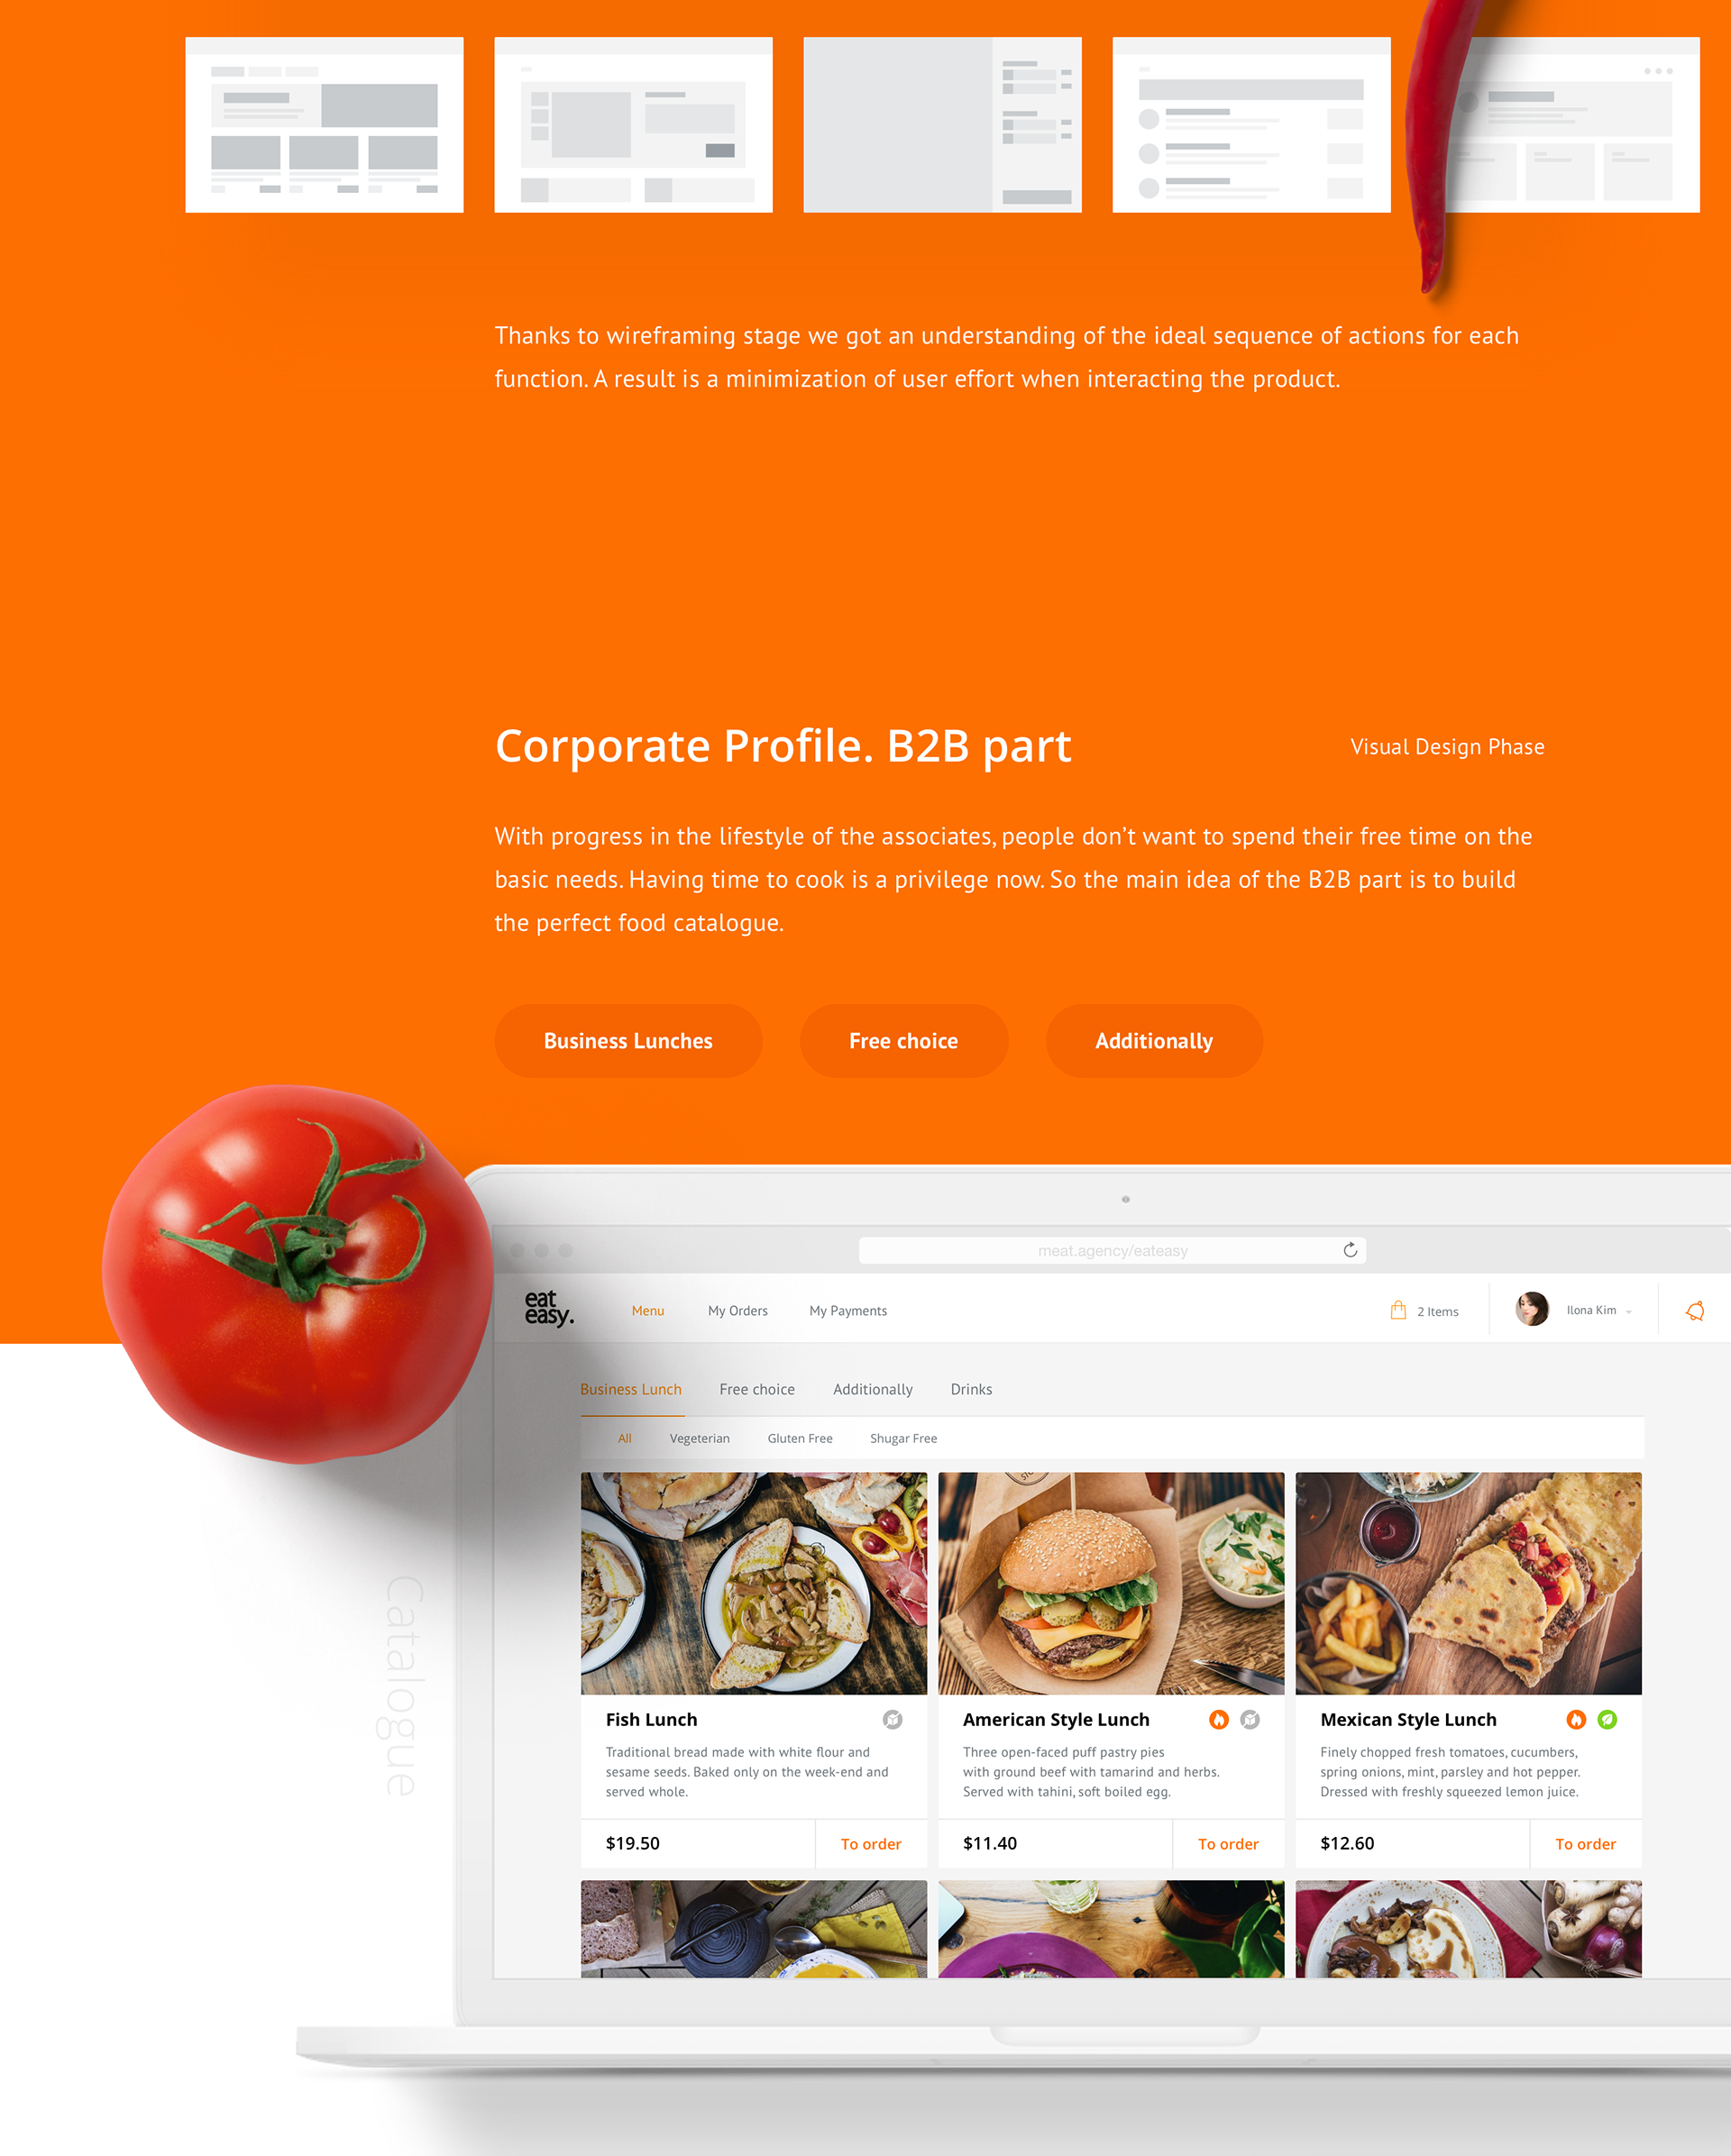 Thanks to wireframing stage we got an understanding of the ideal sequence of actions for each
function. A result is a minimization of user effort when interacting the product.
Corporate Profile. B2B part
Visual Design Phase
With progress in the lifestyle of the associates, people don’t want to spend their free time on the
basic needs. Having time to cook is a privilege now. So the main idea of the B2B part is to build
the perfect food catalogue.
Business Lunches
Free choice
Additionally
meat.agency/eateasy
eat
easy.
Menu
My Orders
My Payments
2 Items
Ilona Kim
Business Lunch
Free choice
Additionally
Drinks
All
Vegeterian
Gluten Free
Shugar Free
Catalogue
Fish Lunch
Traditional bread made with white flour and
sesame seeds. Baked only on the week-end and
served whole.
$19.50
To order
American Style Lunch
Three open-faced puff pastry pies
with ground beef with tamarind and herbs.
Served with tahini, soft boiled egg.
$11.40
To order
Mexican Style Lunch
Finely chopped fresh tomatoes, cucumbers,
spring onions, mint, parsley and hot pepper.
Dressed with freshly squeezed lemon juice.
$12.60
To order